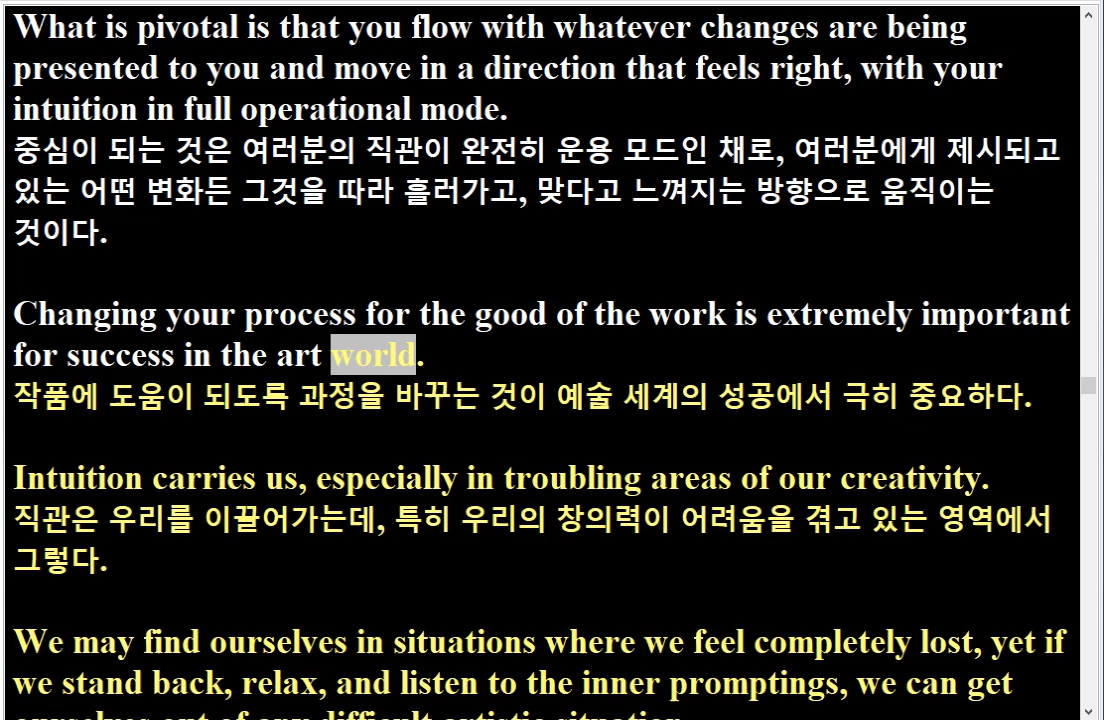 What is pivotal is that you flow with whatever changes are being
presented to you and move in a direction that feels right, with your
intuition in full operational mode.
중심이 되는 것은 여러분의 직관이 완전히 운용 모드인 채로, 여러분에게 제시되고
있는 어떤 변화든 그것을 따라 흘러가고, 맞다고 느껴지는 방향으로 움직이는
것이다.
Changing your process for the good of the work is extremely important
for success in the art world.
작품에 도움이 되도록 과정을 바꾸는 것이 예술 세계의 성공에서 극히 중요하다.
Intuition carries us, especially in troubling areas of our creativity.
직관은 우리를 이끌어가는데, 특히 우리의 창의력이 어려움을 겪고 있는 영역에서
그렇다.
We may find ourselves in situations where we feel completely lost, yet if
we stand back, relax, and listen to the inner promptings, we can get
ourselves out of any difficult artistic situation